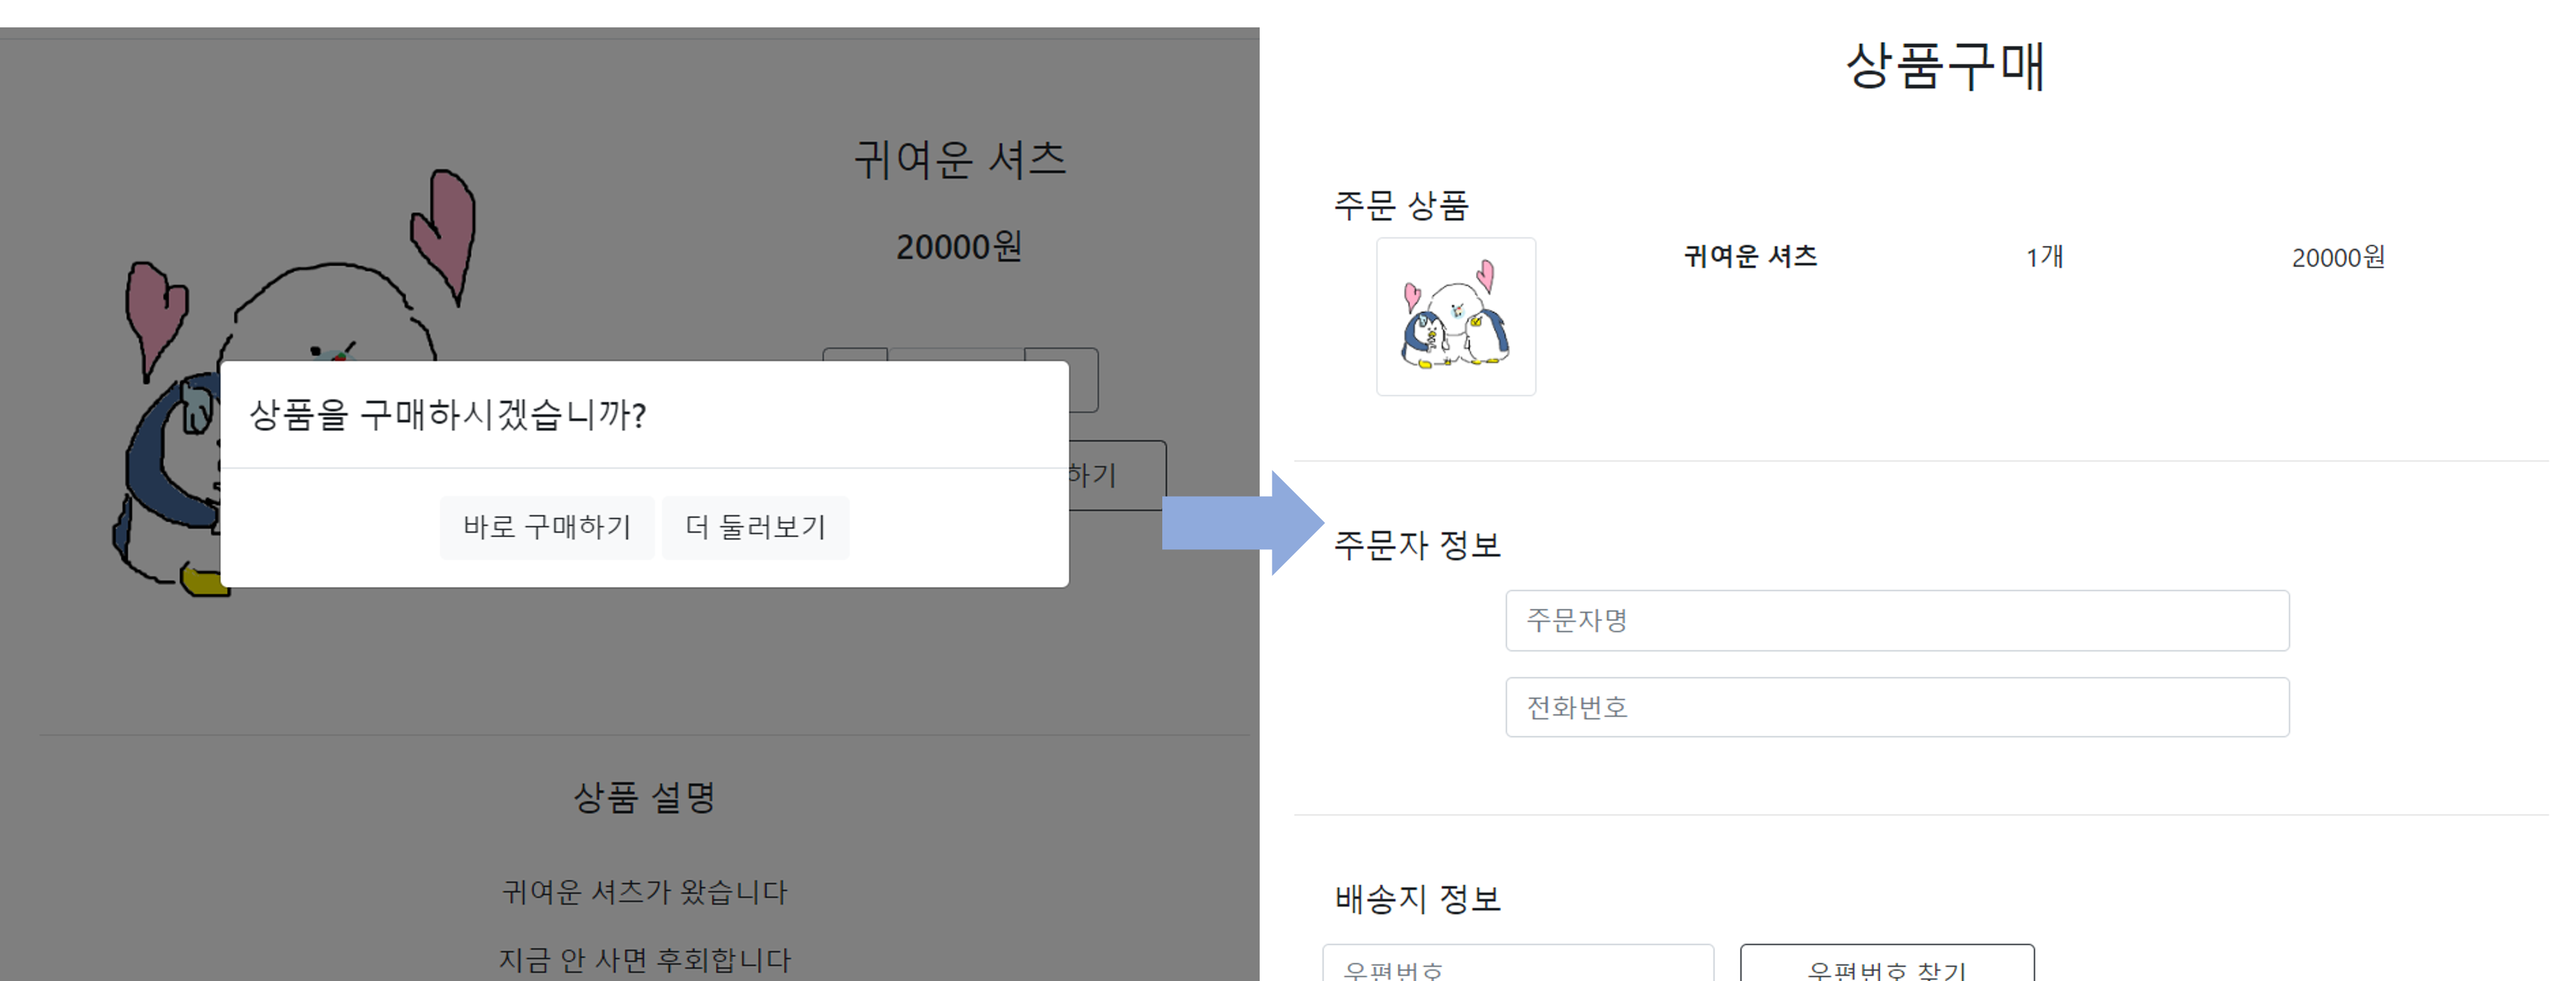 귀여운 셔츠
20000원
상품을 구매하시겠습니까?
하기
바로 구매하기
더 둘러보기
상품 설명
귀여운 셔츠가 왔습니다
지금 안 사면 후회합니다
상품구매
주문 상품
귀여운 셔츠 1개 20000원
주문자 정보
주문자명
전화번호
배송지 정보
우편번호
우편번호 찾기